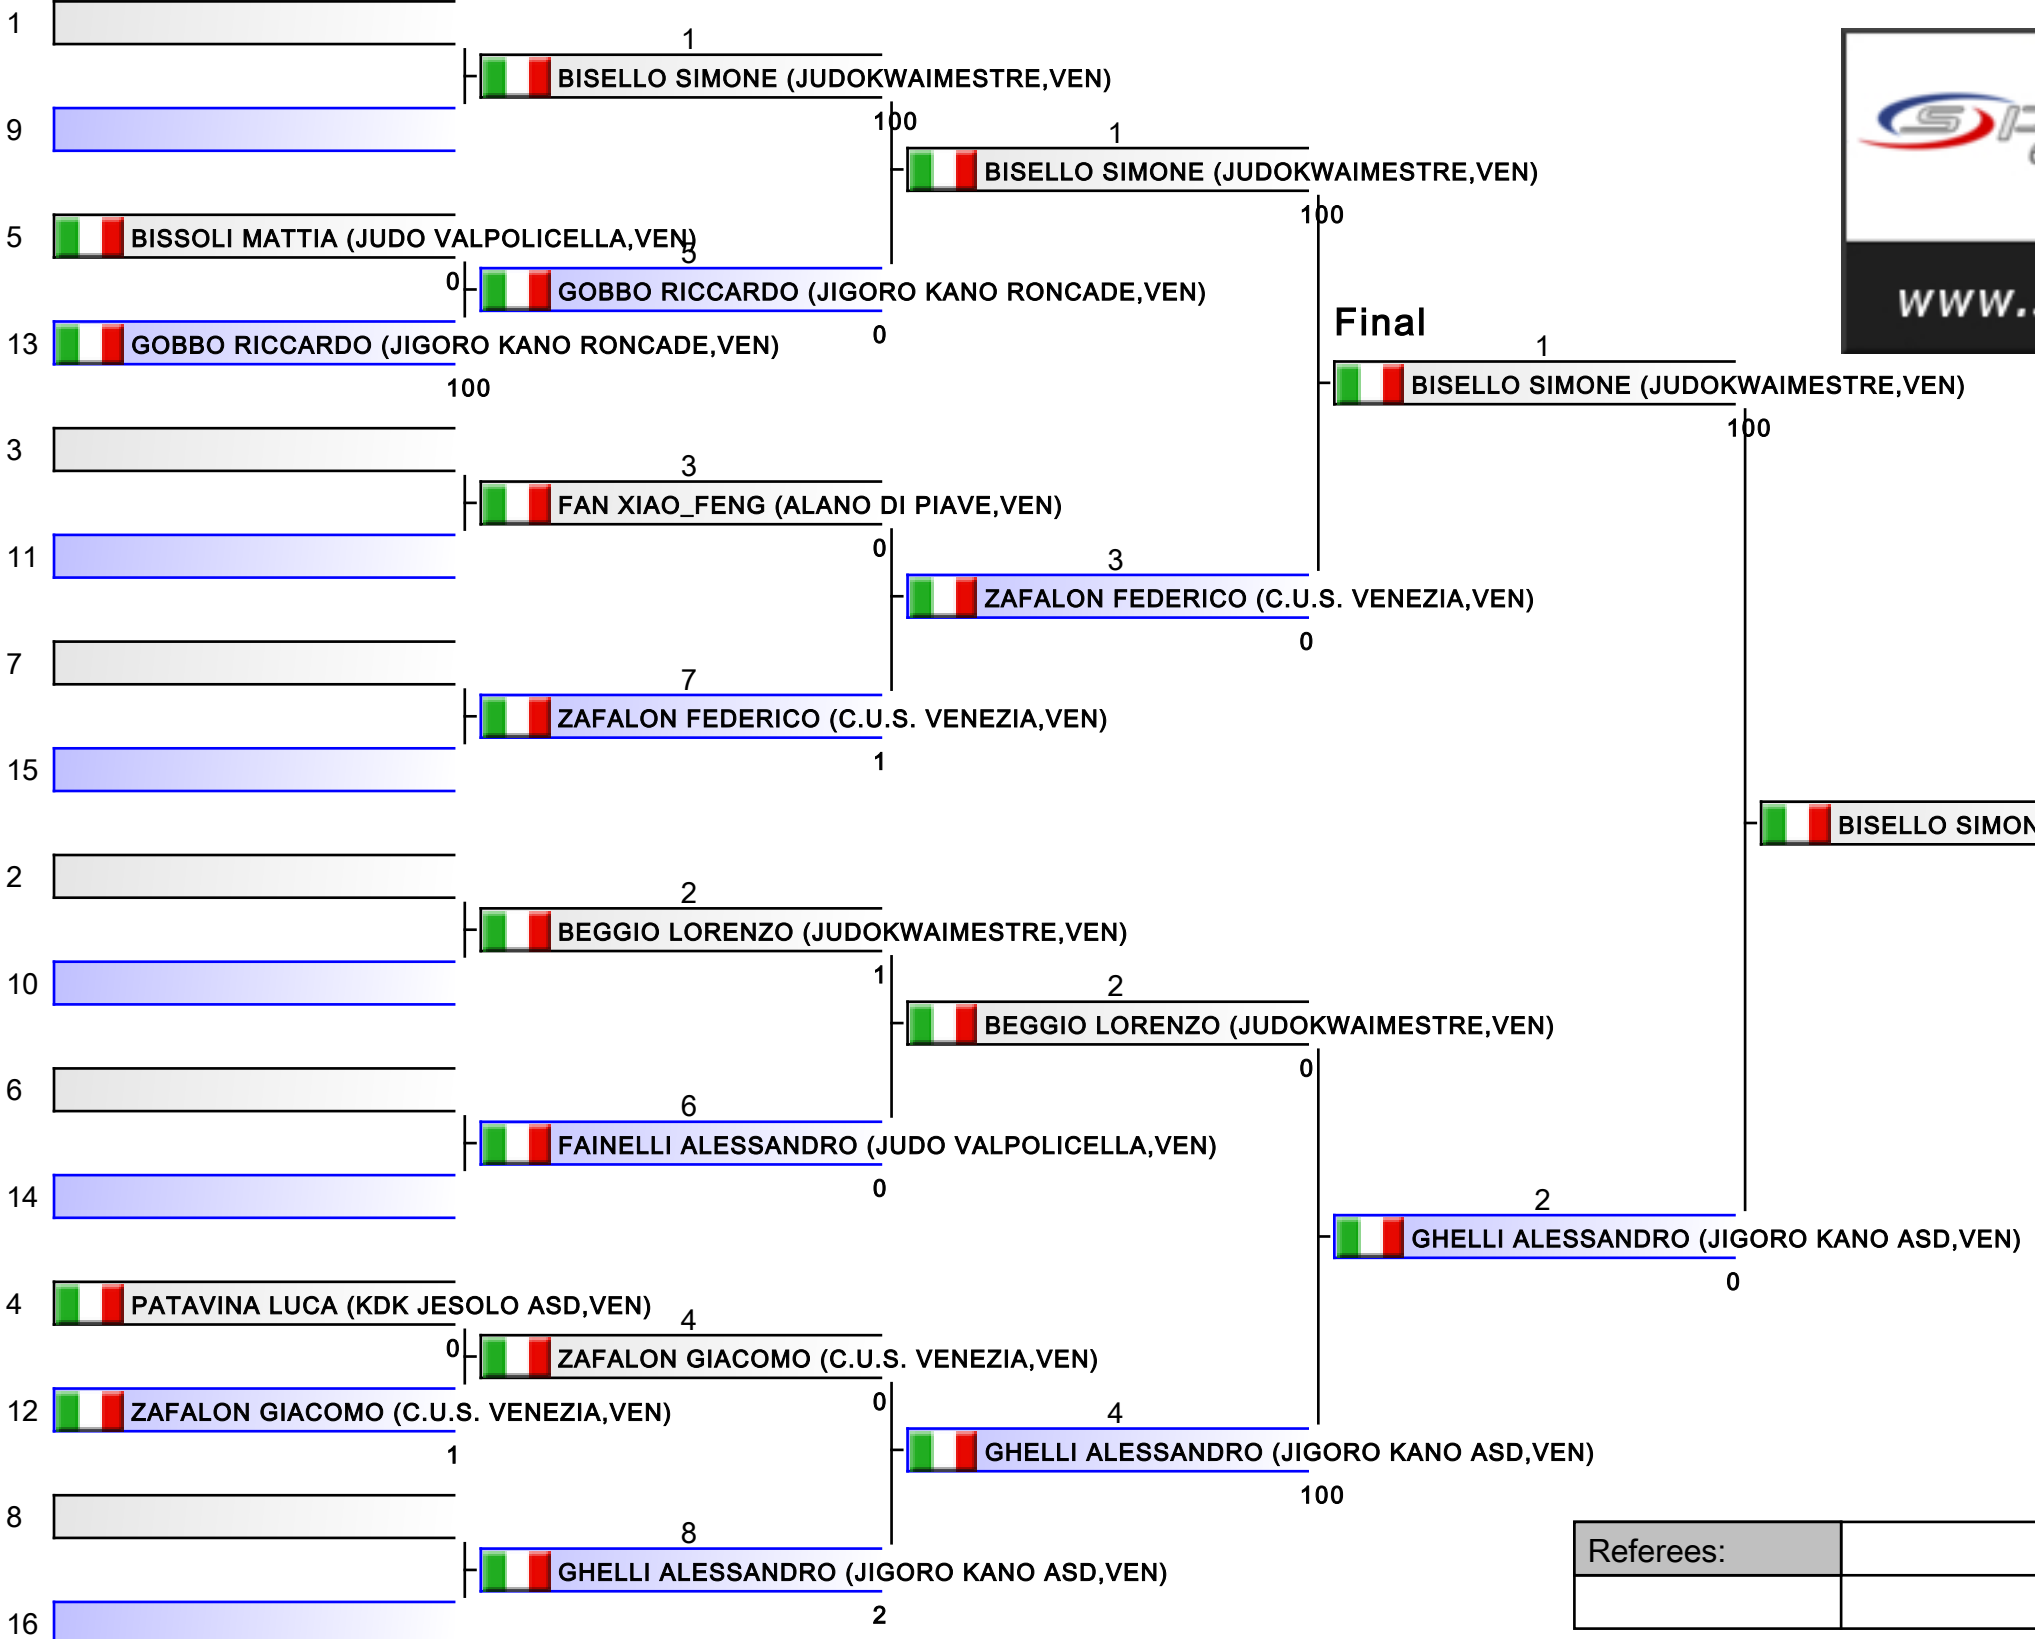 1
1
BISELLO SIMONE (JUDOKWAIMESTRE,VEN)
9
100
1
BISELLO SIMONE (JUDOKWAIMESTRE,VEN)
100
5
BISSOLI MATTIA (JUDO VALPOLICELLA,VEN)
0
5
GOBBO RICCARDO (JIGORO KANO RONCADE,VEN)
0
13
GOBBO RICCARDO (JIGORO KANO RONCADE,VEN)
100
www.
Final
1
BISELLO SIMONE (JUDOKWAIMESTRE,VEN)
100
3
3
FAN XIAO_FENG (ALANO DI PIAVE,VEN)
0
11
3
ZAFALON FEDERICO (C.U.S. VENEZIA,VEN)
0
7
7
ZAFALON FEDERICO (C.U.S. VENEZIA,VEN)
1
15
BISELLO SIMON
2
2
BEGGIO LORENZO (JUDOKWAIMESTRE,VEN)
1
10
2
BEGGIO LORENZO (JUDOKWAIMESTRE,VEN)
0
6
6
FAINELLI ALESSANDRO (JUDO VALPOLICELLA,VEN)
0
14
2
GHELLI ALESSANDRO (JIGORO KANO ASD,VEN)
0
4
PATAVINA LUCA (KDK JESOLO ASD,VEN)
0
4
ZAFALON GIACOMO (C.U.S. VENEZIA,VEN)
0
12
ZAFALON GIACOMO (C.U.S. VENEZIA,VEN)
1
4
GHELLI ALESSANDRO (JIGORO KANO ASD,VEN)
100
8
8
GHELLI ALESSANDRO (JIGORO KANO ASD,VEN)
2
16
Referees: